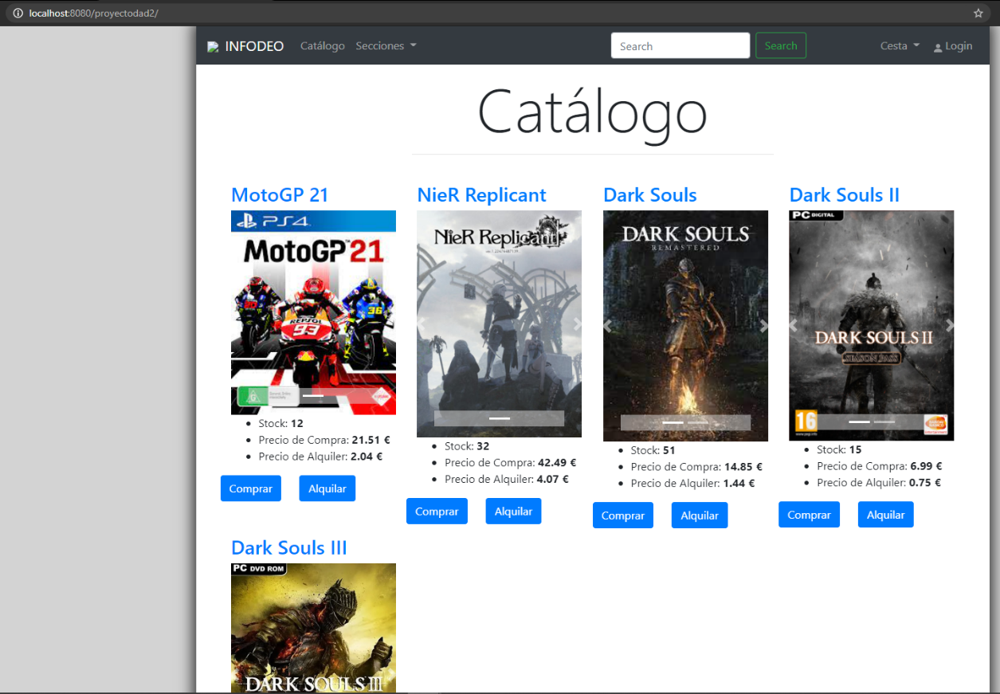 localhost:8080/proyectodad2/
INFODEO Catálogo Secciones Search Search Cesta Login
Catálogo
MotoGP 21
PS4
MotoGP™21
20
36
REPSOL
93
Stock: 12
Precio de Compra: 21.51 €
Precio de Alquiler: 2.04 €
Comprar Alquilar
NieR Replicant
NieR Replicant
Stock: 32
Precio de Compra: 42.49 €
Precio de Alquiler: 4.07 €
Comprar Alquilar
Dark Souls
DARK SOULS
REMASTERED
Stock: 51
Precio de Compra: 14.85 €
Precio de Alquiler: 1.44 €
Comprar Alquilar
Dark Souls II
PC DIGITAL
DARK SOULS II
SEASON PASS
16
Stock: 15
Precio de Compra: 6.99 €
Precio de Alquiler: 0.75 €
Comprar Alquilar
Dark Souls III
PC DVD ROM
DARK SOULS III